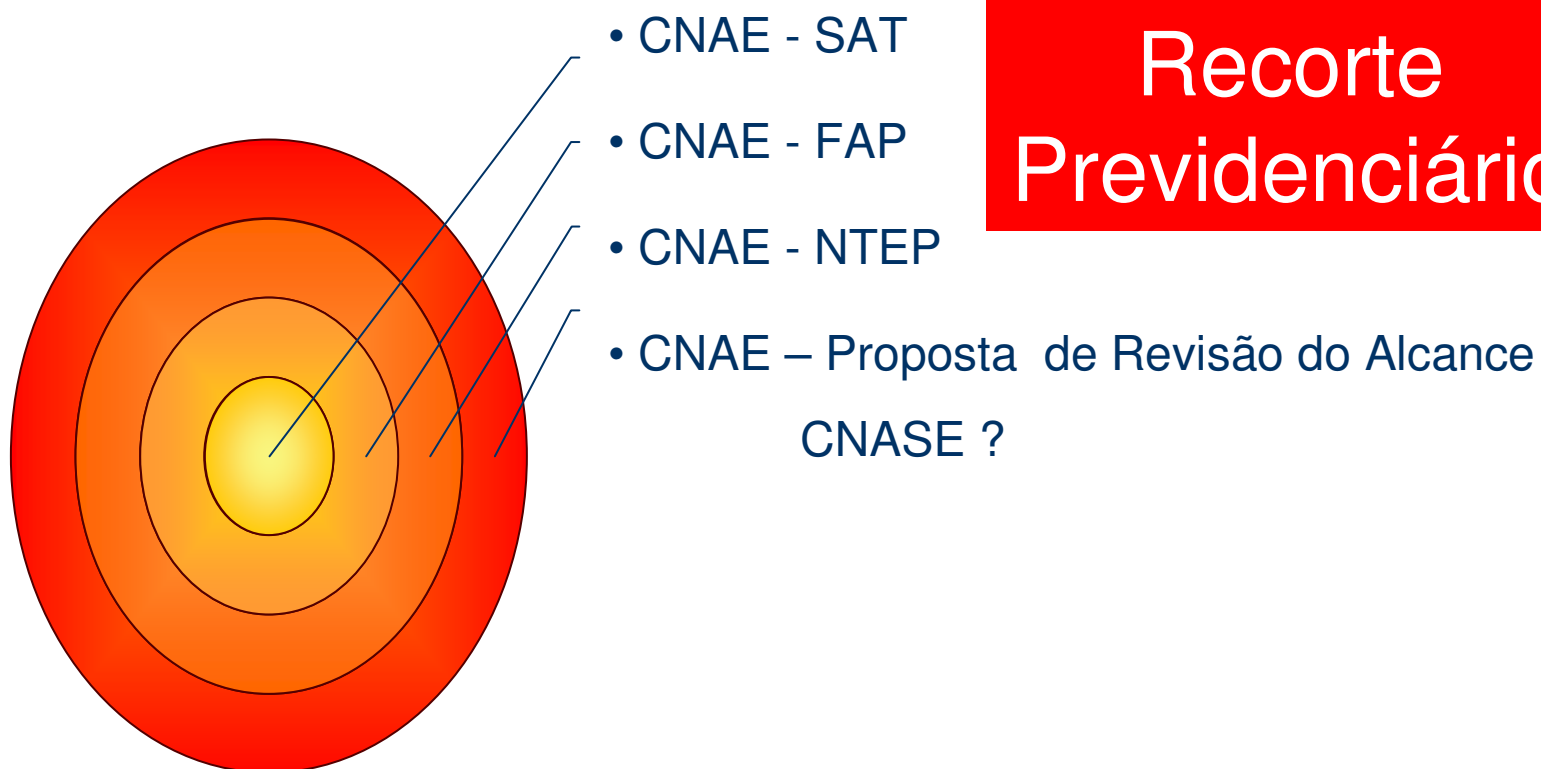 • CNAE - SAT
• CNAE - FAP
• CNAE - NTEP
• CNAE – Proposta de Revisão do Alcance
CNASE ?
Recorte
Previdenciário